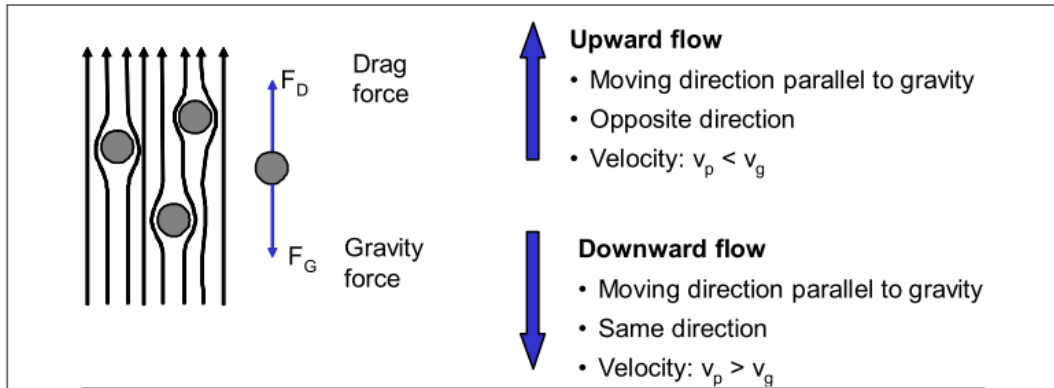 F_D
Drag
force
F_G
Gravity
force
Upward flow
• Moving direction parallel to gravity
• Opposite direction
• Velocity: v_p < v_g
Downward flow
• Moving direction parallel to gravity
• Same direction
• Velocity: v_p > v_g